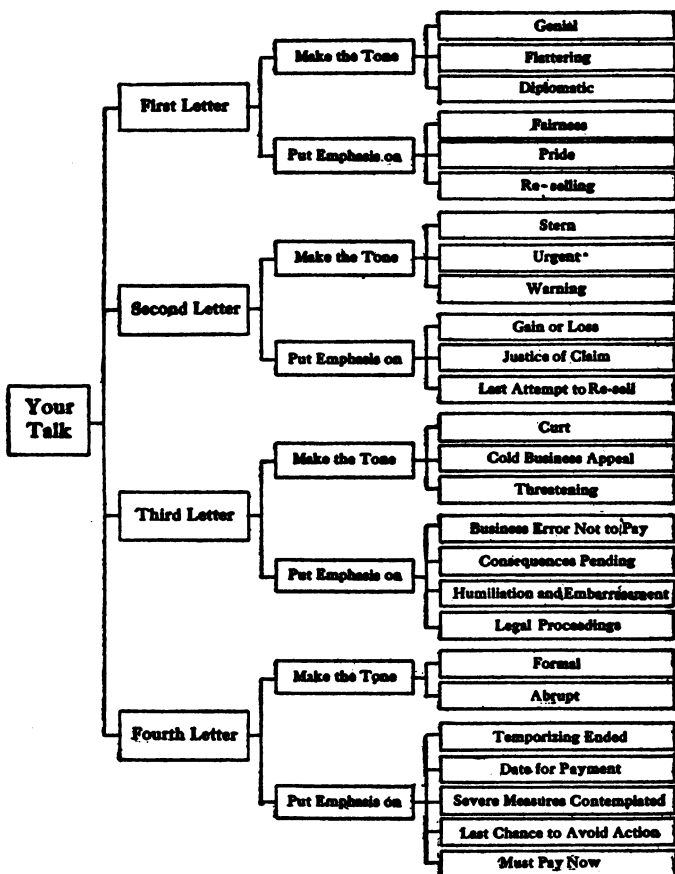 Your
Talk
First Letter
Make the Tone
Genial
Flattering
Diplomatic
Put Emphasis on
Fairness
Pride
Re-selling
Second Letter
Make the Tone
Stern
Urgent
Warning
Put Emphasis on
Gain or Loss
Justice of Claim
Last Attempt to Re-sell
Third Letter
Make the Tone
Curt
Cold Business Appeal
Threatening
Put Emphasis on
Business Error Not to Pay
Consequences Pending
Humiliation and Embarrassment
Legal Proceedings
Fourth Letter
Make the Tone
Formal
Abrupt
Put Emphasis on
Temporizing Ended
Date for Payment
Severe Measures Contemplated
Last Chance to Avoid Action
Must Pay Now